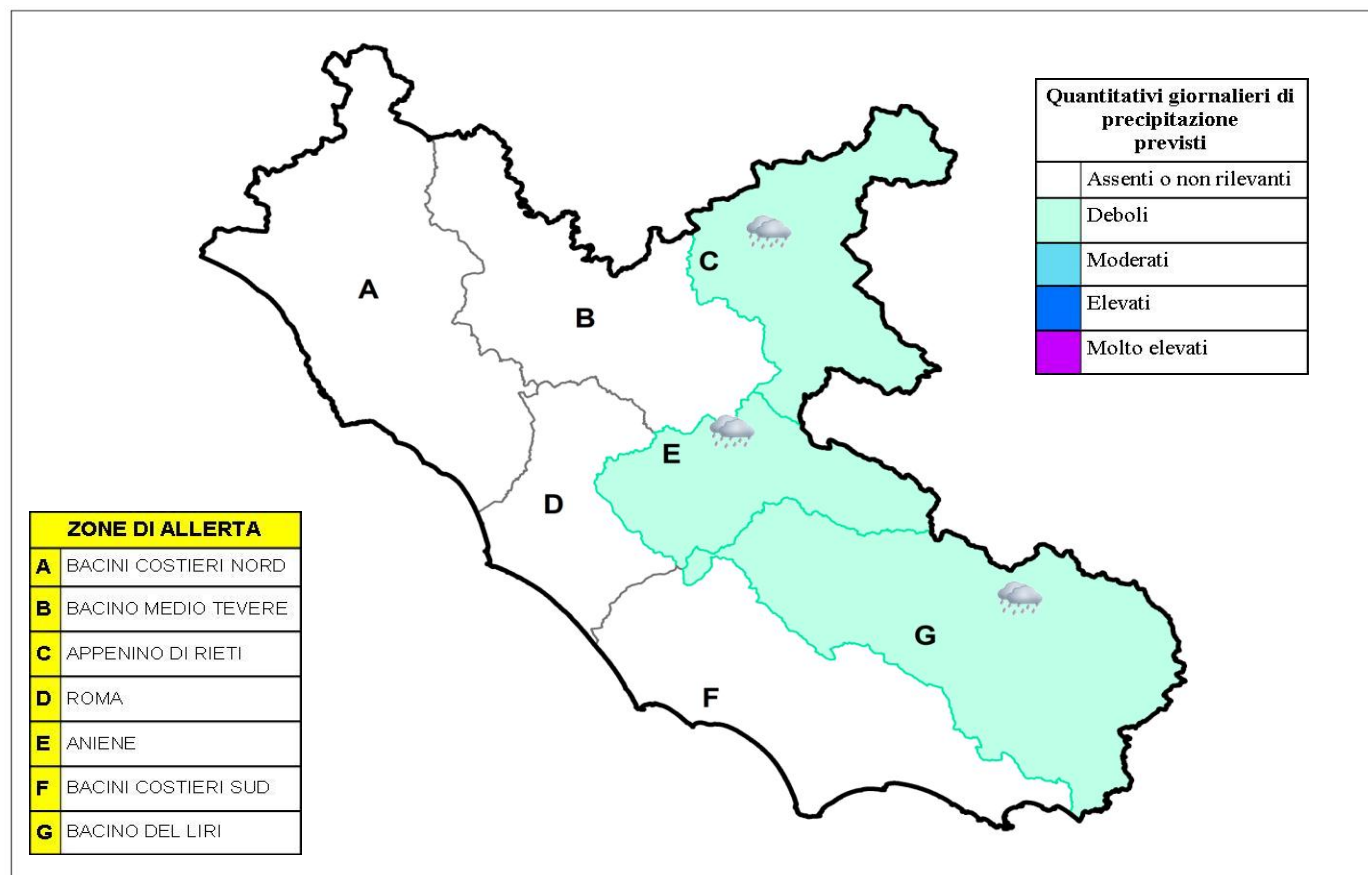 Quantitativi giornalieri di
precipitazione
previsti
Assenti o non rilevanti
Deboli
Moderati
Elevati
Molto elevati
A
B
C
D
E
F
G
ZONE DI ALLERTA
A BACINI COSTIERI NORD
B BACINO MEDIO TEVERE
C APPENINO DI RIETI
D ROMA
E ANIENE
F BACINI COSTIERI SUD
G BACINO DEL LIRI